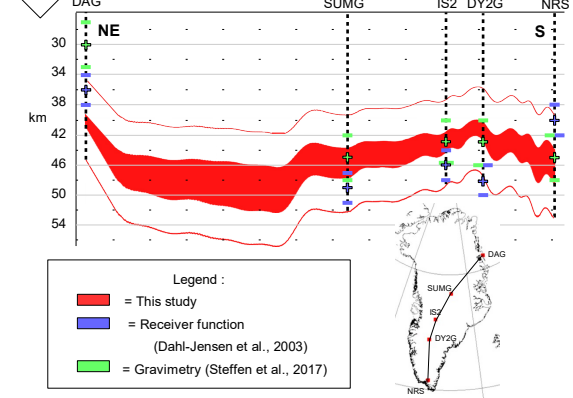 DAG SUMG IS2 DY2G NRS
NE S
30
34
38
km
42
46
50
54
Legend :
= This study
= Receiver function
(Dahl-Jensen et al., 2003)
= Gravimetry (Steffen et al., 2017)
DAG
SUMG
IS2
DY2G
NRS